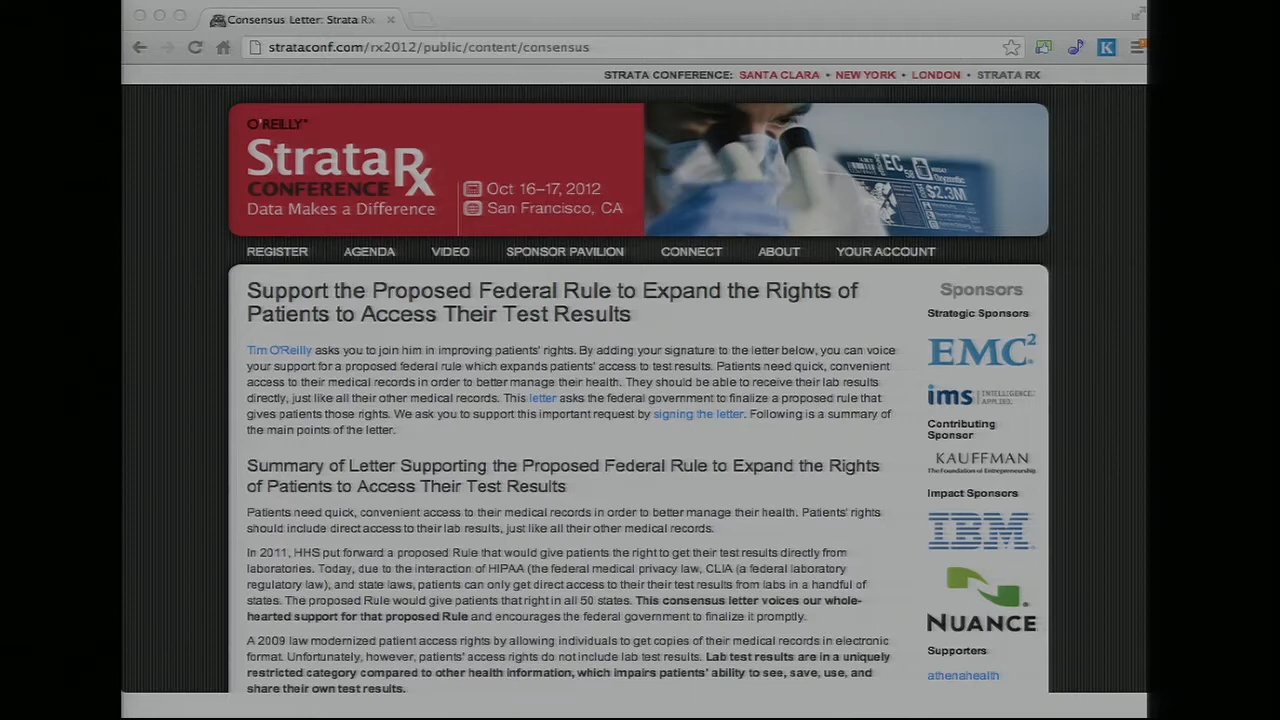 Consensus Letter: Strata Rx
strataconf.com/rx2012/public/content/consensus
STRATA CONFERENCE: SANTA CLARA • NEW YORK • LONDON • STRATA RX
O'REILLY
Strata Rx
CONFERENCE
Data Makes a Difference
Oct 16–17, 2012
San Francisco, CA
EC
$2.3M
REGISTER AGENDA VIDEO SPONSOR PAVILION CONNECT ABOUT YOUR ACCOUNT
Support the Proposed Federal Rule to Expand the Rights of
Patients to Access Their Test Results
Tim O'Reilly asks you to join him in improving patients' rights. By adding your signature to the letter below, you can voice
your support for a proposed federal rule which expands patients' access to test results. Patients need quick, convenient
access to their medical records in order to better manage their health. They should be able to receive their lab results
directly, just like all their other medical records. This letter asks the federal government to finalize a proposed rule that
gives patients those rights. We ask you to support this important request by signing the letter. Following is a summary of
the main points of the letter.
Summary of Letter Supporting the Proposed Federal Rule to Expand the Rights
of Patients to Access Their Test Results
Patients need quick, convenient access to their medical records in order to better manage their health. Patients' rights
should include direct access to their lab results, just like all their other medical records.
In 2011, HHS put forward a proposed Rule that would give patients the right to get their test results directly from
laboratories. Today, due to the interaction of HIPAA (the federal medical privacy law, CLIA (a federal laboratory
regulatory law), and state laws, patients can only get direct access to their their test results from labs in a handful of
states. The proposed Rule would give patients that right in all 50 states. This consensus letter voices our whole-
hearted support for that proposed Rule and encourages the federal government to finalize it promptly.
A 2009 law modernized patient access rights by allowing individuals to get copies of their medical records in electronic
format. Unfortunately, however, patients' access rights do not include lab test results. Lab test results are in a uniquely
restricted category compared to other health information, which impairs patients' ability to see, save, use, and
share their own test results.
Sponsors
Strategic Sponsors
EMC²
ims INTELLIGENCE APPLIED.
Contributing
Sponsor
KAUFFMAN
The Foundation of Entrepreneurship
Impact Sponsors
IBM
NUANCE
Supporters
athenahealth
K